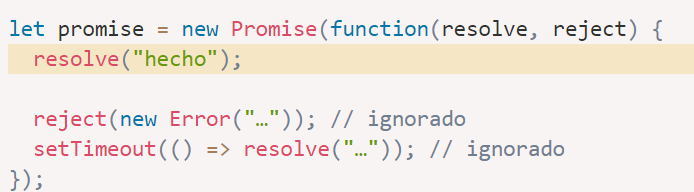 let promise = new Promise(function(resolve, reject) {
resolve("hecho");
reject(new Error("…")); // ignorado
setTimeout(() => resolve("…")); // ignorado
});